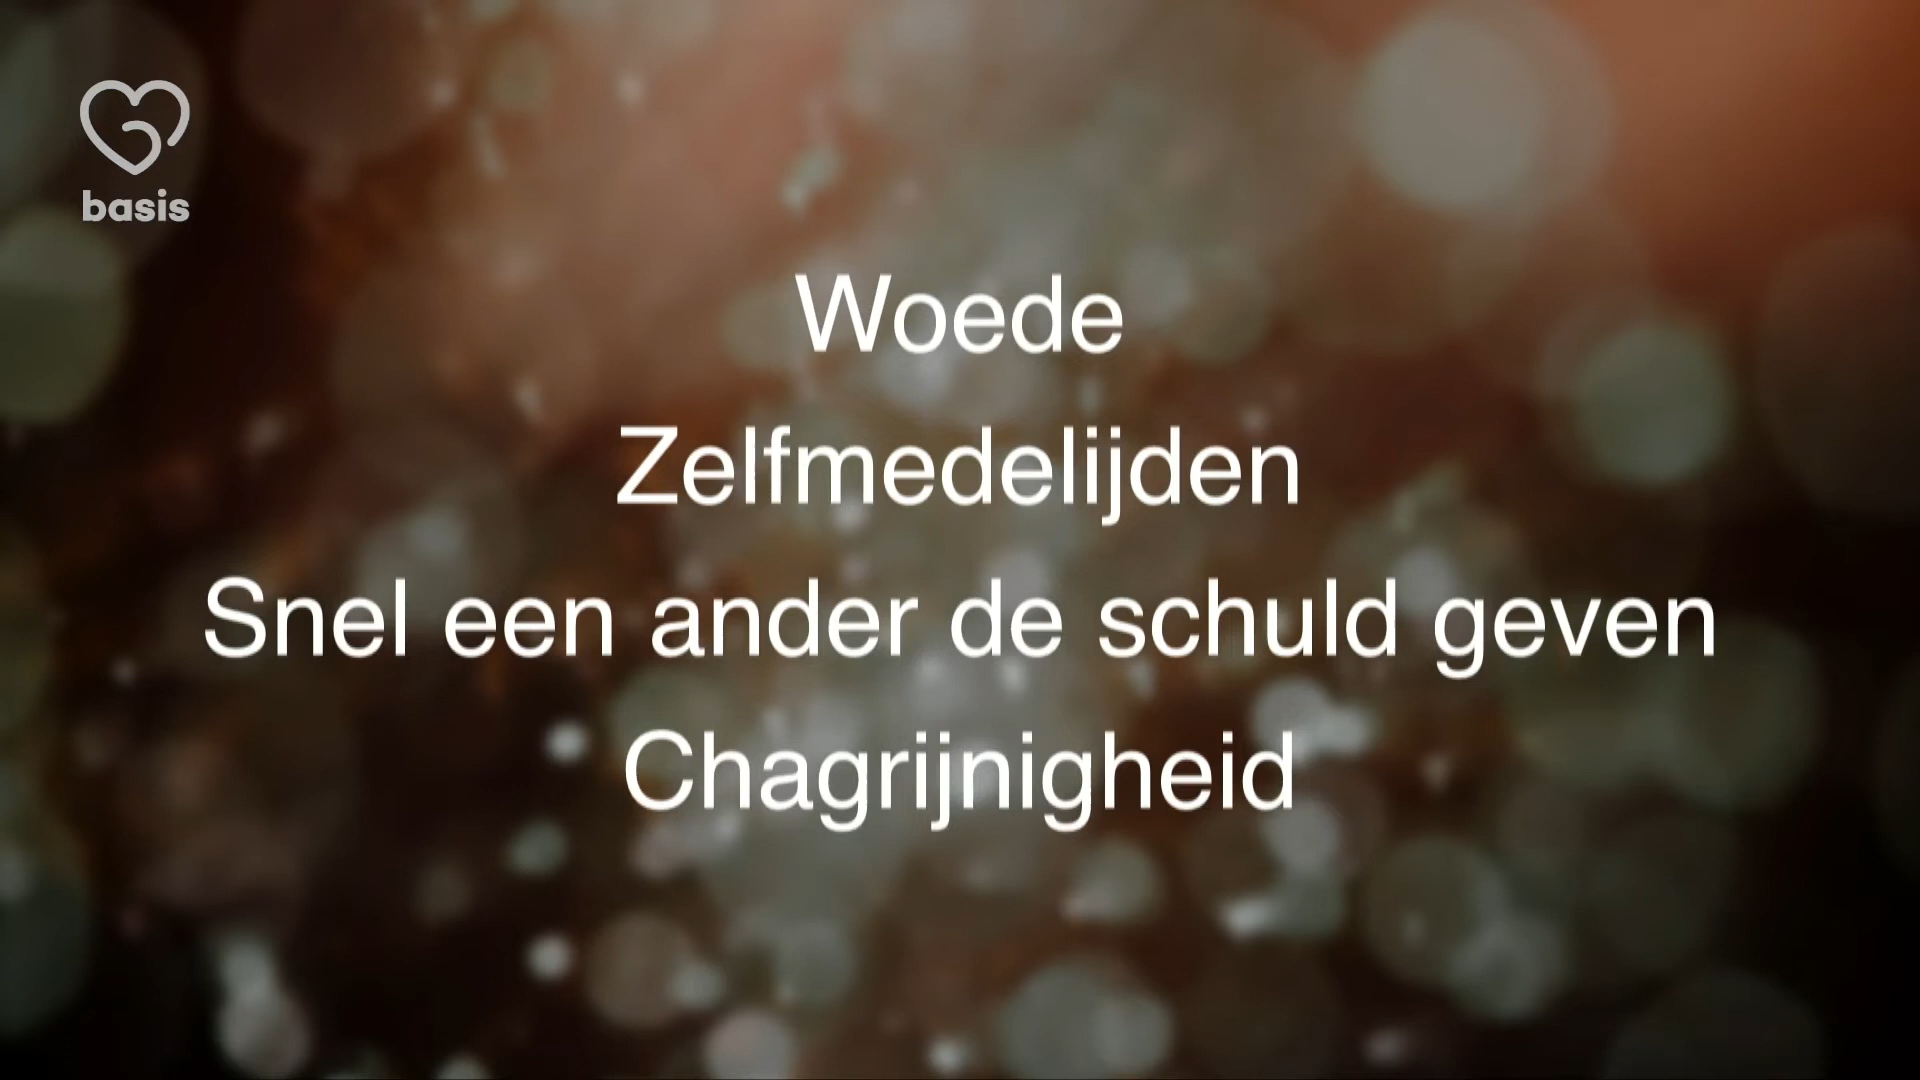 basis
Woede
Zelfmedelijden
Snel een ander de schuld geven
Chagrijnigheid